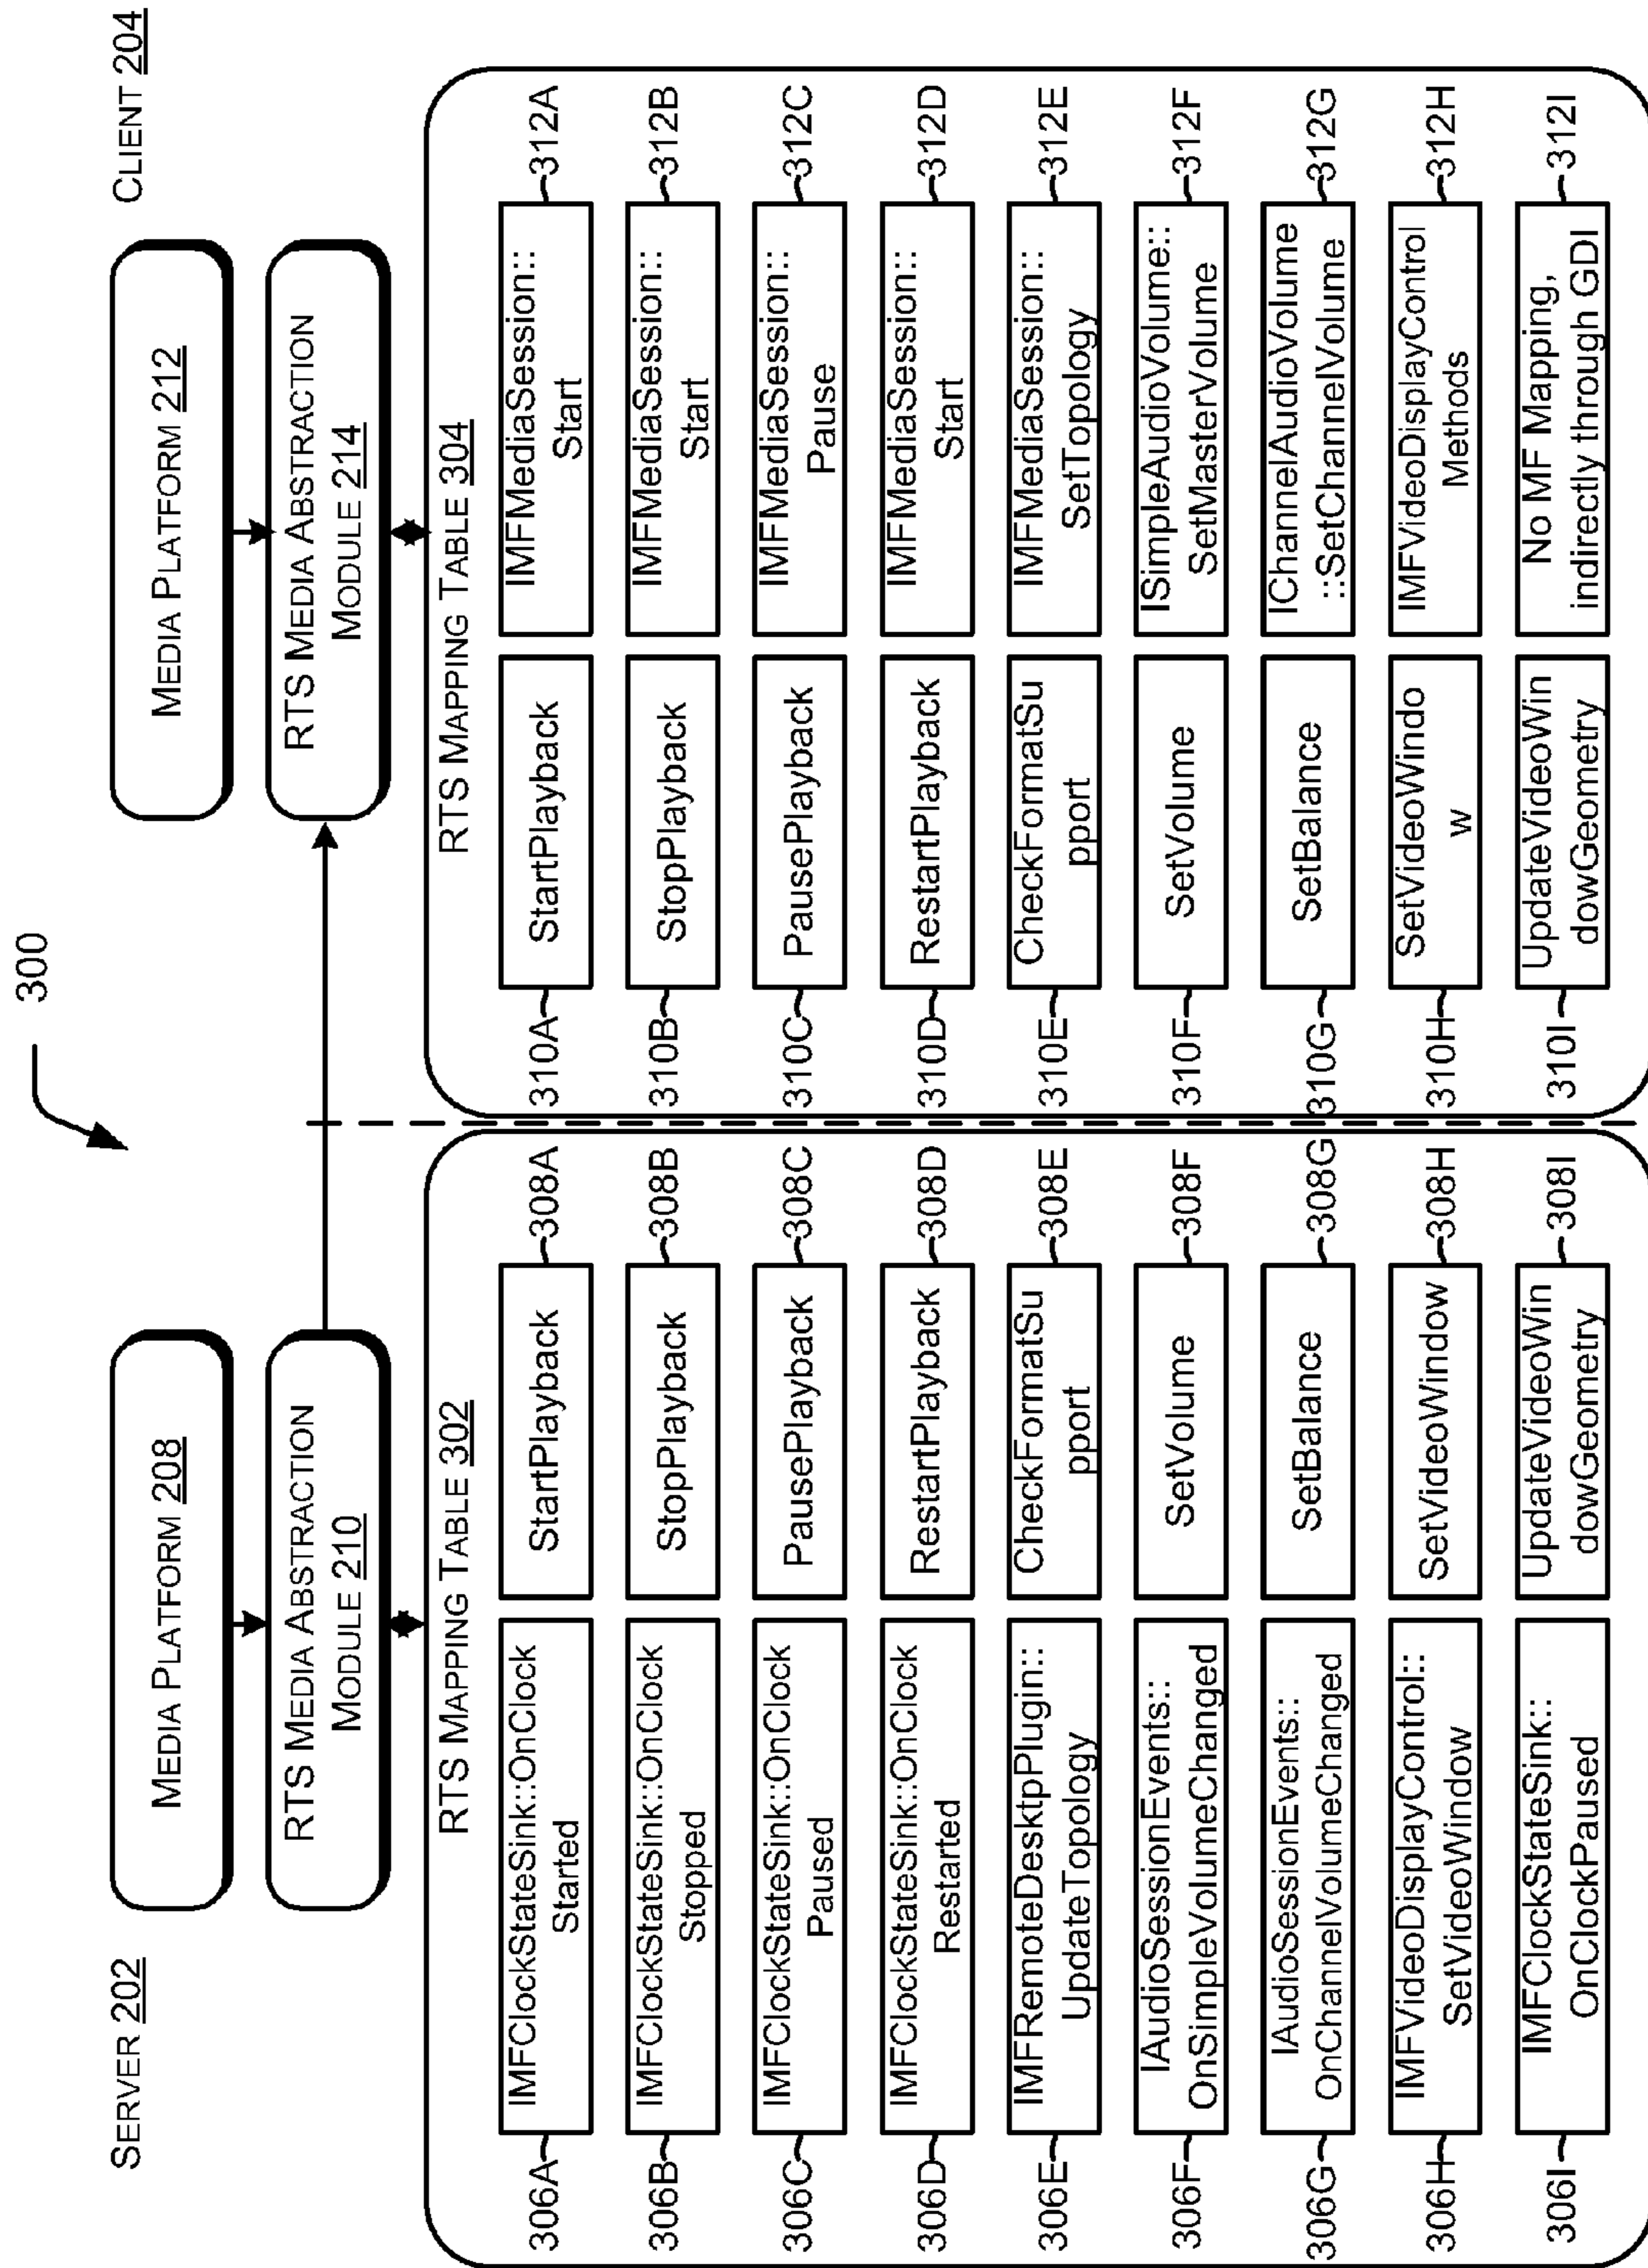 300
SERVER 202
CLIENT 204
MEDIA PLATFORM 208
MEDIA PLATFORM 212
RTS MEDIA ABSTRACTION
MODULE 210
RTS MEDIA ABSTRACTION
MODULE 214
RTS MAPPING TABLE 302
306A
IMFClockStateSink::OnClock
Started
StartPlayback
308A
306B
IMFClockStateSink::OnClock
Stopped
StopPlayback
308B
306C
IMFClockStateSink::OnClock
Paused
PausePlayback
308C
306D
IMFClockStateSink::OnClock
Restarted
RestartPlayback
308D
306E
IMFRemoteDesktpPlugin::
UpdateTopology
CheckFormatSu
pport
308E
306F
IAudioSessionEvents::
OnSimpleVolumeChanged
SetVolume
308F
306G
IAudioSessionEvents::
OnChannelVolumeChanged
SetBalance
308G
306H
IMFVideoDisplayControl::
SetVideoWindow
SetVideoWindow
308H
306I
IMFClockStateSink::
OnClockPaused
UpdateVideoWin
dowGeometry
308I
RTS MAPPING TABLE 304
310A
StartPlayback
IMFMediaSession::
Start
312A
310B
StopPlayback
IMFMediaSession::
Start
312B
310C
PausePlayback
IMFMediaSession::
Pause
312C
310D
RestartPlayback
IMFMediaSession::
Start
312D
310E
CheckFormatSu
pport
IMFMediaSession::
SetTopology
312E
310F
SetVolume
ISimpleAudioVolume::
SetMasterVolume
312F
310G
SetBalance
IChannelAudioVolume
::SetChannelVolume
312G
310H
SetVideoWindo
w
IMFVideoDisplayControl
Methods
312H
310I
UpdateVideoWin
dowGeometry
No MF Mapping,
indirectly through GDI
312I